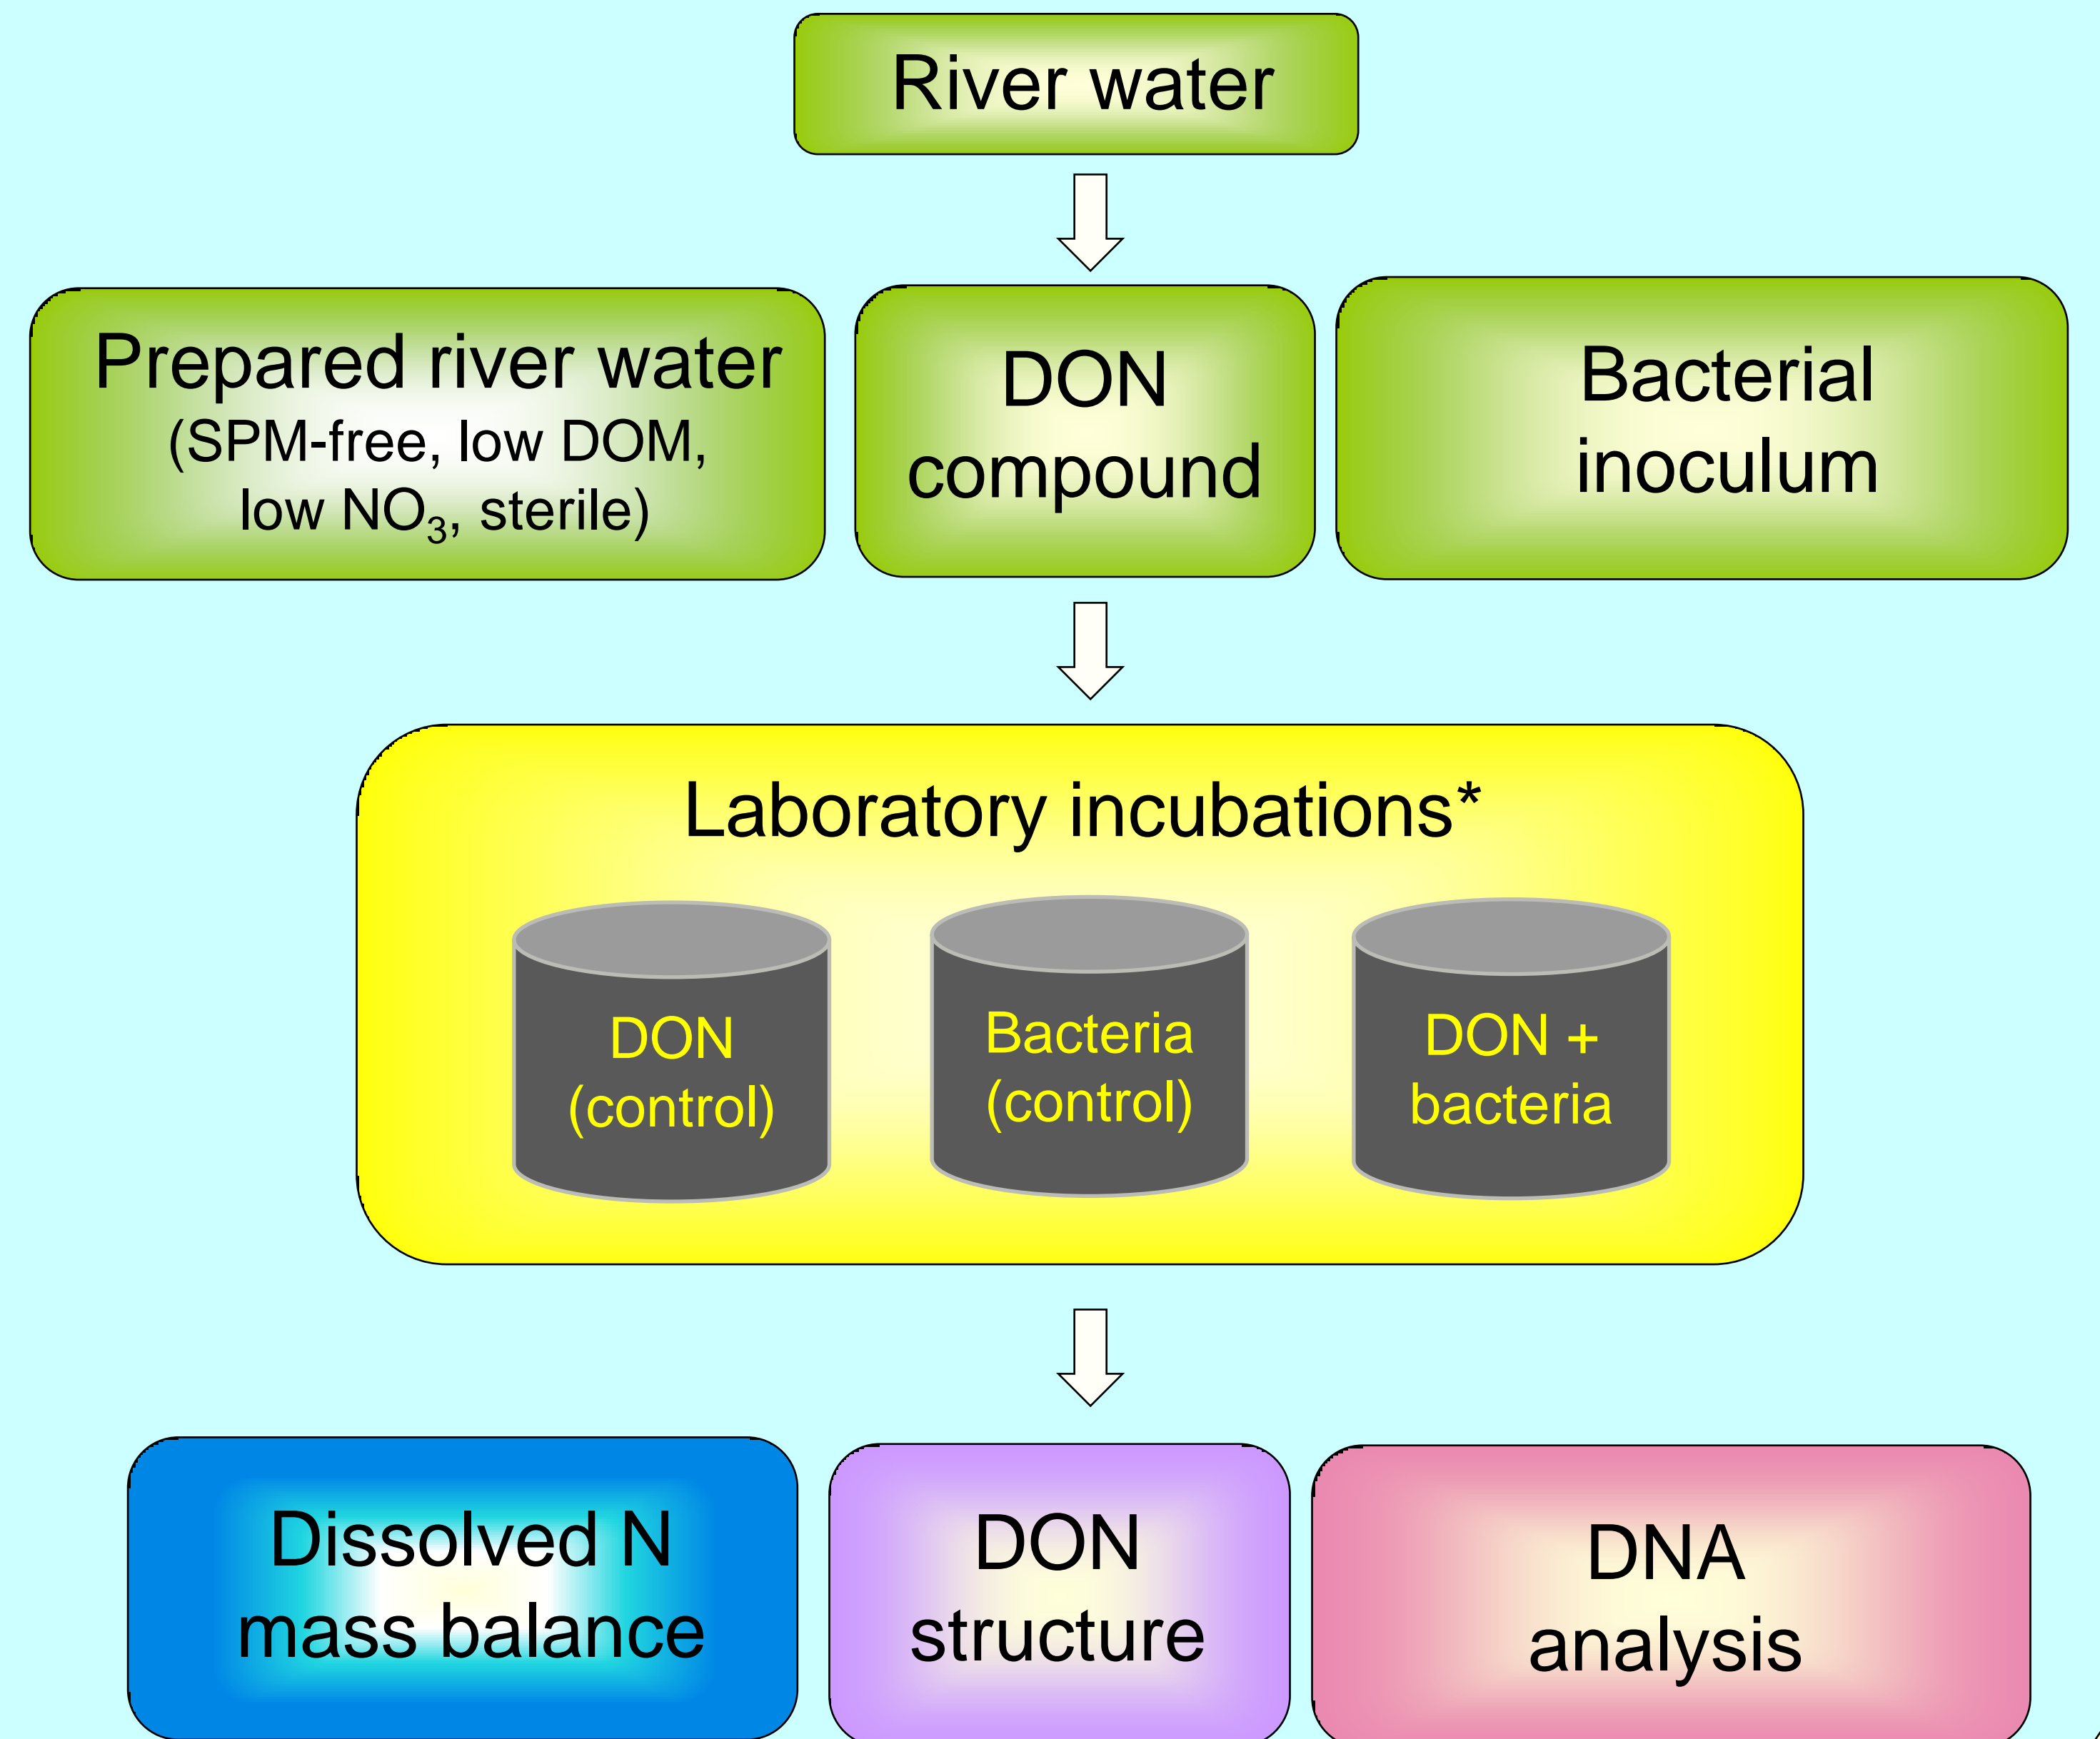 River water
Prepared river water
(SPM-free, low DOM,
low NO₃, sterile)
DON
compound
Bacterial
inoculum
Laboratory incubations*
DON
(control)
Bacteria
(control)
DON +
bacteria
Dissolved N
mass balance
DON
structure
DNA
analysis